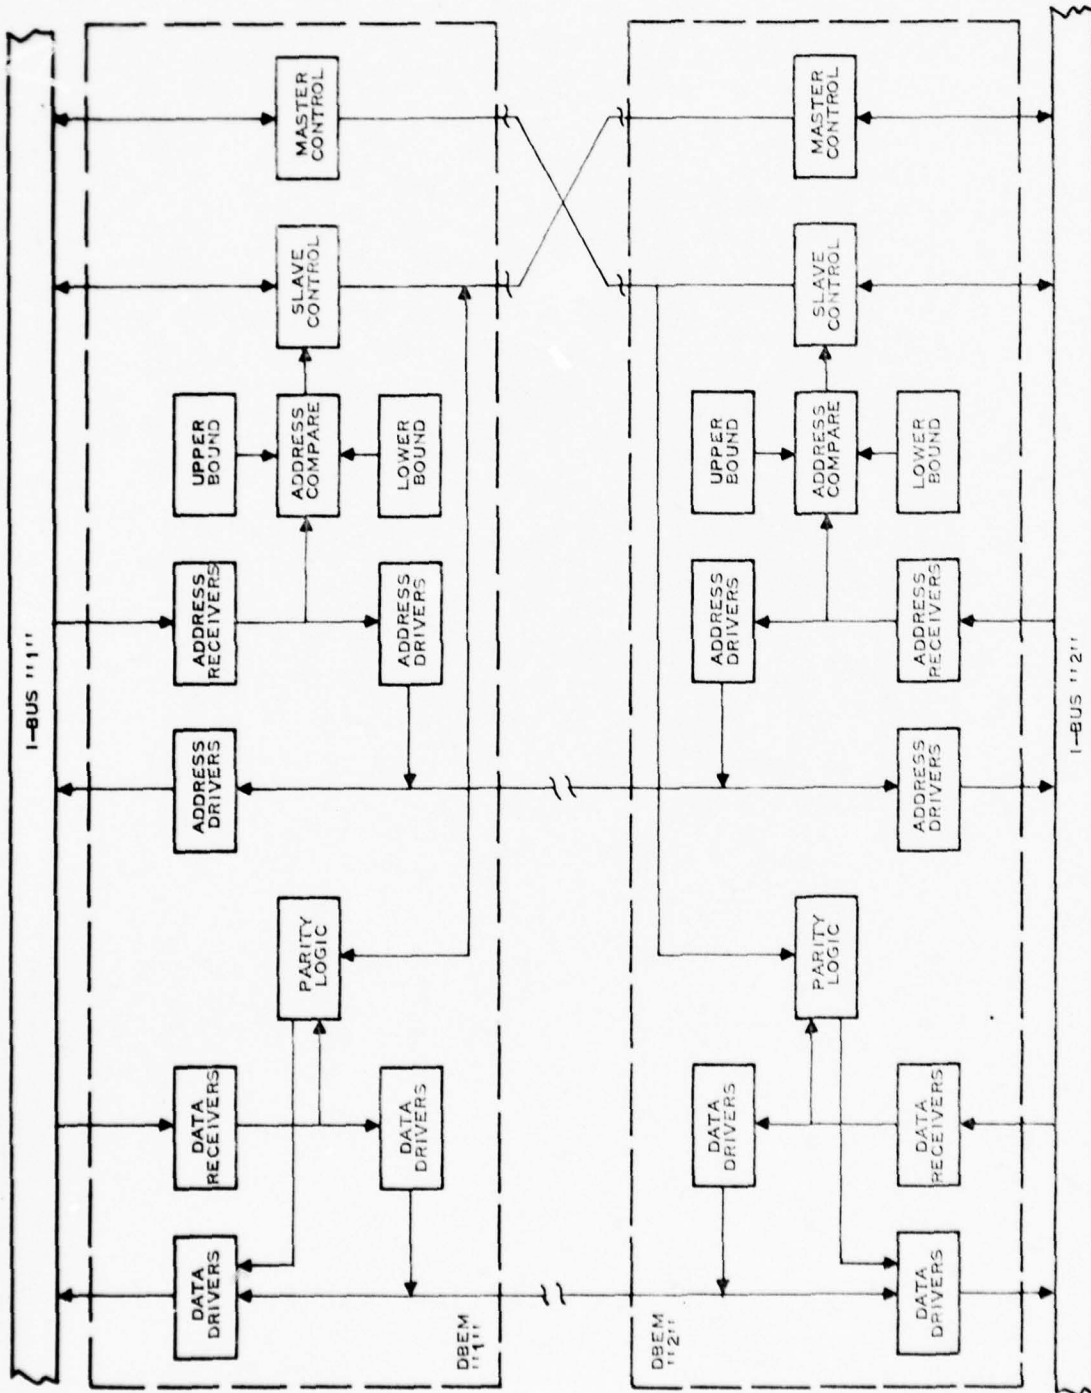 I-BUS "1"
DATA
DRIVERS
DATA
RECEIVERS
ADDRESS
DRIVERS
ADDRESS
RECEIVERS
UPPER
BOUND
PARITY
LOGIC
ADDRESS
COMPARE
SLAVE
CONTROL
MASTER
CONTROL
DATA
DRIVERS
ADDRESS
DRIVERS
LOWER
BOUND
DBEM
"1"
DBEM
"2"
DATA
DRIVERS
ADDRESS
DRIVERS
UPPER
BOUND
PARITY
LOGIC
ADDRESS
COMPARE
SLAVE
CONTROL
MASTER
CONTROL
DATA
DRIVERS
DATA
RECEIVERS
ADDRESS
DRIVERS
ADDRESS
RECEIVERS
LOWER
BOUND
I-BUS "2"